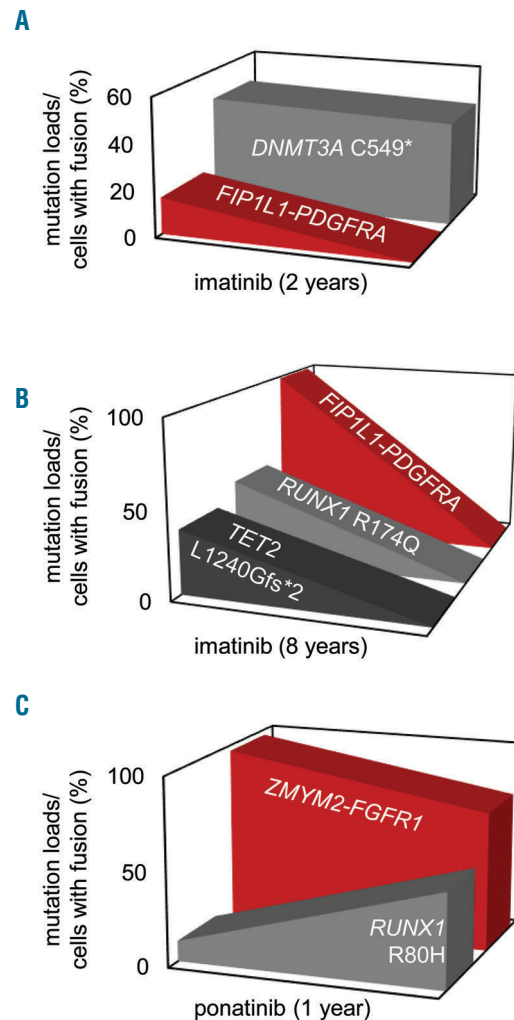 A
mutation loads/
cells with fusion (%)
60
40
20
0
DNMT3A C549*
FIP1L1-PDGFRA
imatinib (2 years)
B
mutation loads/
cells with fusion (%)
100
50
0
FIP1L1-PDGFRA
RUNX1 R174Q
TET2
L1240Gfs*2
imatinib (8 years)
C
mutation loads/
cells with fusion (%)
100
50
0
ZMYM2-FGFR1
RUNX1
R80H
ponatinib (1 year)